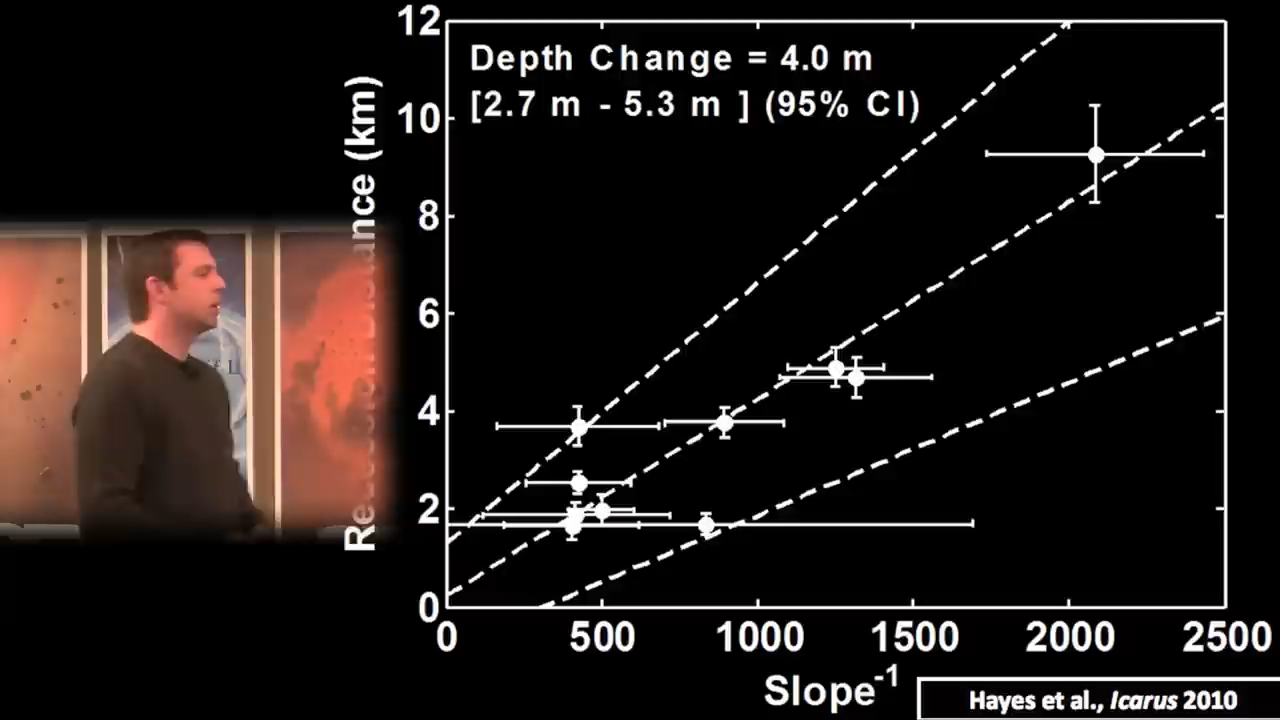 Depth Change = 4.0 m
[2.7 m - 5.3 m ] (95% CI)
12
10
8
6
4
2
0
(km)
0 500 1000 1500 2000 2500
Slope⁻¹
Hayes et al., Icarus 2010